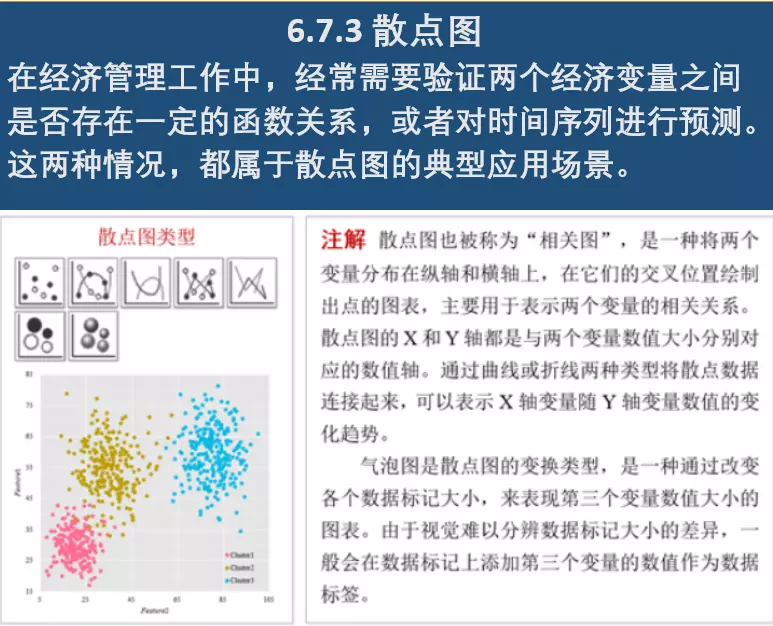 6.7.3 散点图
在经济管理工作中，经常需要验证两个经济变量之间
是否存在一定的函数关系，或者对时间序列进行预测。
这两种情况，都属于散点图的典型应用场景。
散点图类型
85
75
65
55
45
35
25
15
Feature1
5 25 45 65 85 105
Feature2
Cluster1
Cluster2
Cluster3
注解 散点图也被称为“相关图”，是一种将两个
变量分布在纵轴和横轴上，在它们的交叉位置绘制
出点的图表，主要用于表示两个变量的相关关系。
散点图的 X 和 Y 轴都是与两个变量数值大小分别对
应的数值轴。通过曲线或折线两种类型将散点数据
连接起来，可以表示 X 轴变量随 Y 轴变量数值的变
化趋势。
气泡图是散点图的变换类型，是一种通过改变
各个数据标记大小，来表现第三个变量数值大小的
图表。由于视觉难以分辨数据标记大小的差异，一
般会在数据标记上添加第三个变量的数值作为数据
标签。